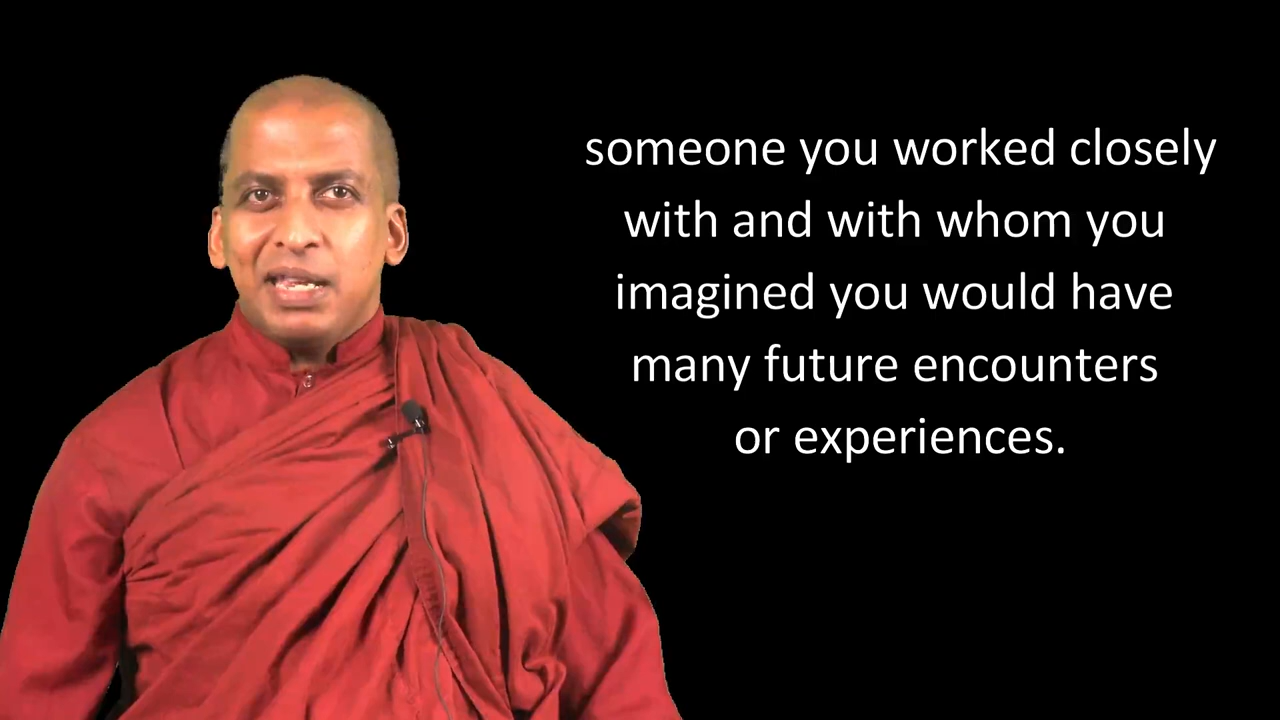 someone you worked closely
with and with whom you
imagined you would have
many future encounters
or experiences.